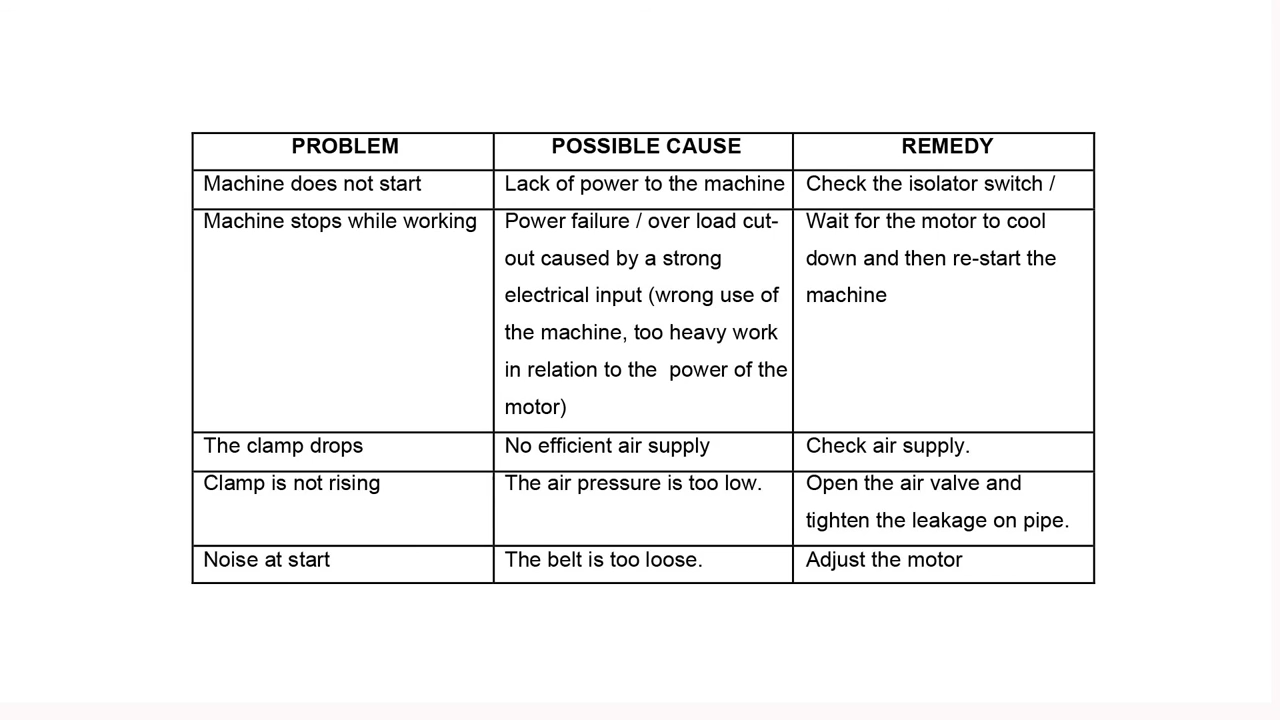 PROBLEM POSSIBLE CAUSE REMEDY
Machine does not start Lack of power to the machine Check the isolator switch /
Machine stops while working Power failure / over load cut- Wait for the motor to cool
out caused by a strong down and then re-start the
electrical input (wrong use of machine
the machine, too heavy work
in relation to the  power of the
motor)
The clamp drops No efficient air supply Check air supply.
Clamp is not rising The air pressure is too low. Open the air valve and
tighten the leakage on pipe.
Noise at start The belt is too loose. Adjust the motor